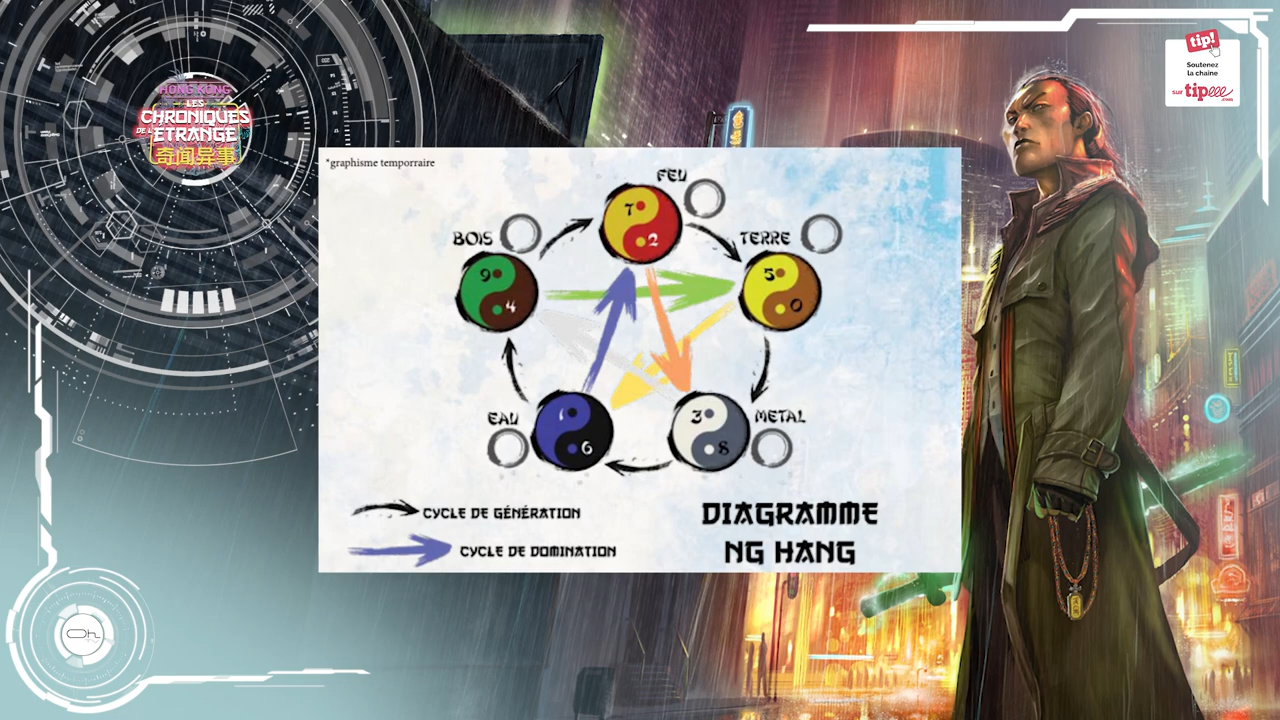 HONG KONG
LES
CHRONIQUES
DE L'ÉTRANGE
奇闻异事
tip!
Soutenez
la chaîne
sur tipeee
.com
*graphisme temporraire
FEU
7
2
BOIS
9
4
TERRE
5
0
EAU
6
METAL
3
8
CYCLE DE GÉNÉRATION
CYCLE DE DOMINATION
DIAGRAMME
NG HANG